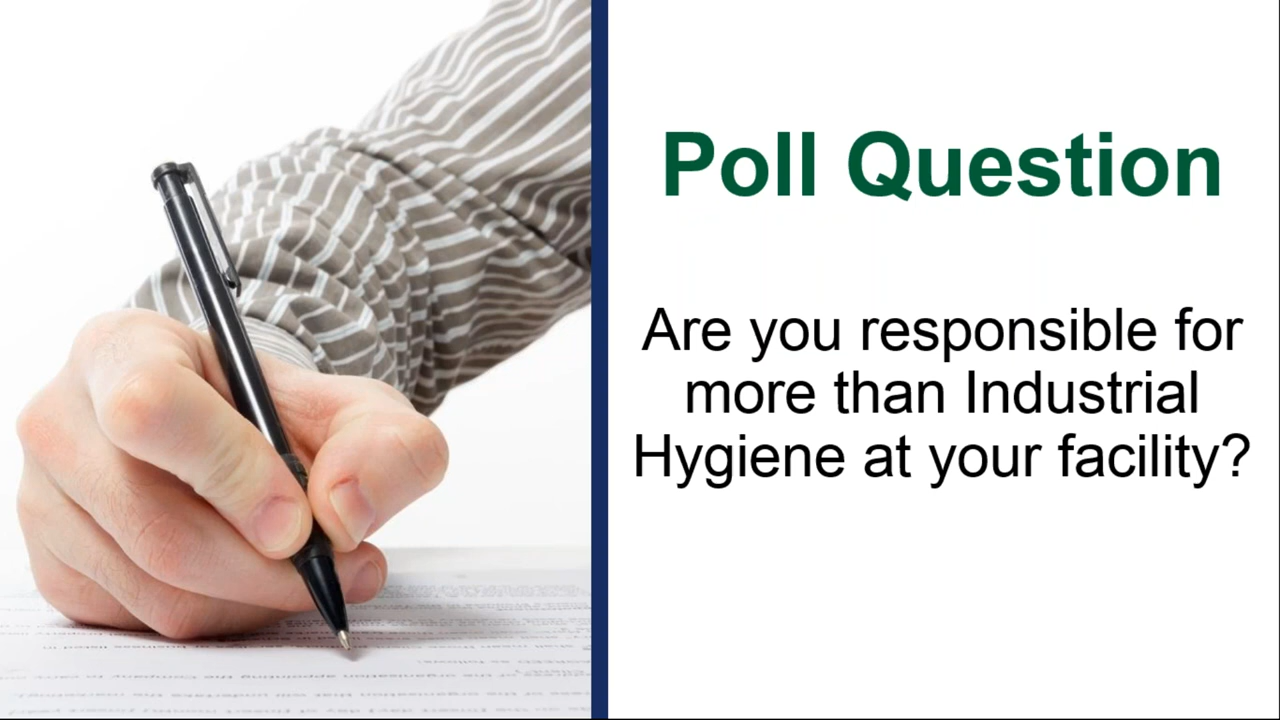 Poll Question
Are you responsible for
more than Industrial
Hygiene at your facility?